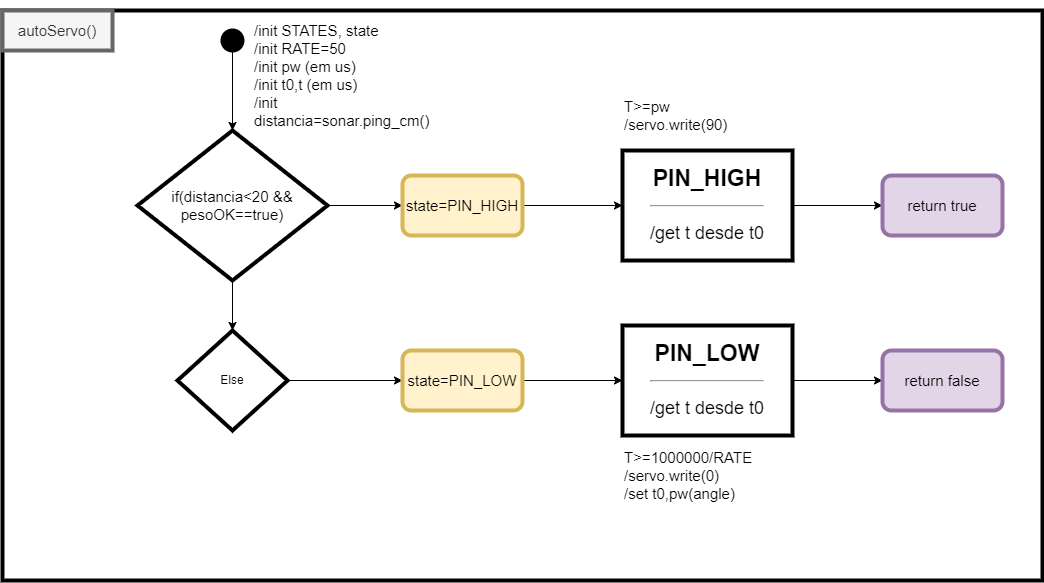 autoServo()
/init STATES, state
/init RATE=50
/init pw (em us)
/init t0,t (em us)
/init
distancia=sonar.ping_cm()
T>=pw
/servo.write(90)
if(distancia<20 &&
pesoOK==true)
state=PIN_HIGH
PIN_HIGH
/get t desde t0
return true
Else
state=PIN_LOW
PIN_LOW
/get t desde t0
return false
T>=1000000/RATE
/servo.write(0)
/set t0,pw(angle)